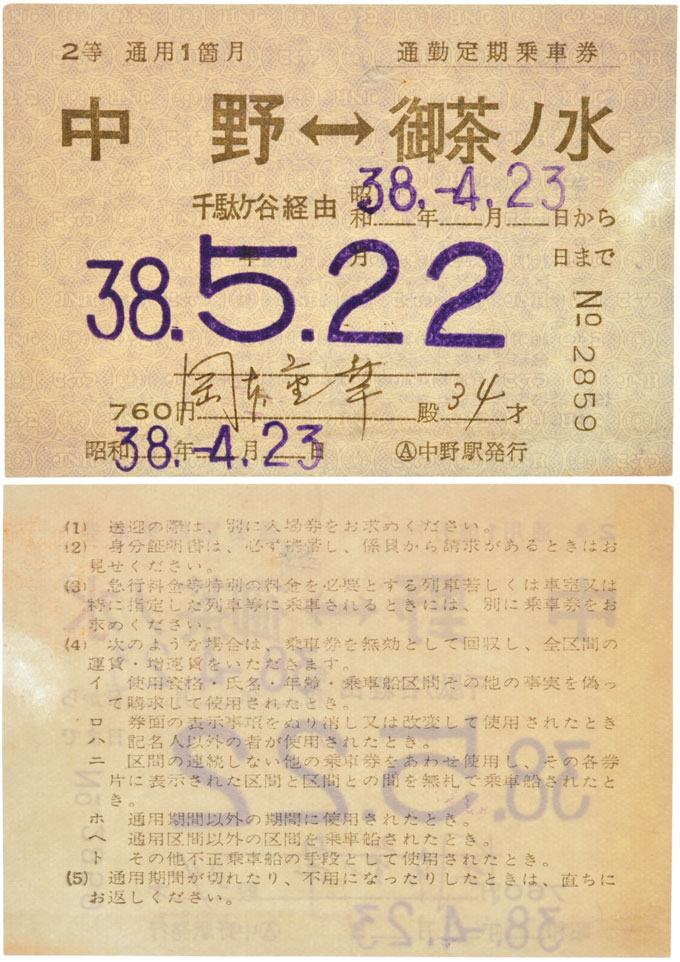 2等 通用1箇月 通勤定期乗車券
中野↔御茶ノ水
千駄ケ谷経由 昭和 38.-4.23 年 月 日から
38.5.22 年 月 日まで
No 2859
760円 岡本重幸 殿 34才
昭和 38.-4.23 年 月 日 Ⓐ中野駅発行
(1) 送迎の際は、別に入場券をお求めください。
(2) 身分証明書は、必ず携帯し、係員から請求があるときはお
見せください。
(3) 急行料金等特別の料金を必要とする列車若しくは車室又は
特に指定した列車等に乗車されるときには、別に乗車券をお
求めください。
(4) 次のような場合は、乗車券を無効として回収し、全区間の
運賃・増運賃をいただきます。
イ 使用資格・氏名・年齢・乗車船区間その他の事実を偽っ
て購求して使用されたとき。
ロ 券面の表示事項をぬり消し又は改変して使用されたとき
ハ 記名人以外の者が使用されたとき。
ニ 区間の連続しない他の乗車券をあわせ使用し、その各券
片に表示された区間と区間との間を無札で乗車船されたと
き。
ホ 通用期間以外の期間に使用されたとき。
ヘ 通用区間以外の区間を乗車船されたとき。
ト その他不正乗車船の手段として使用されたとき。
(5) 通用期間が切れたり、不用になったりしたときは、直ちに
お返しください。